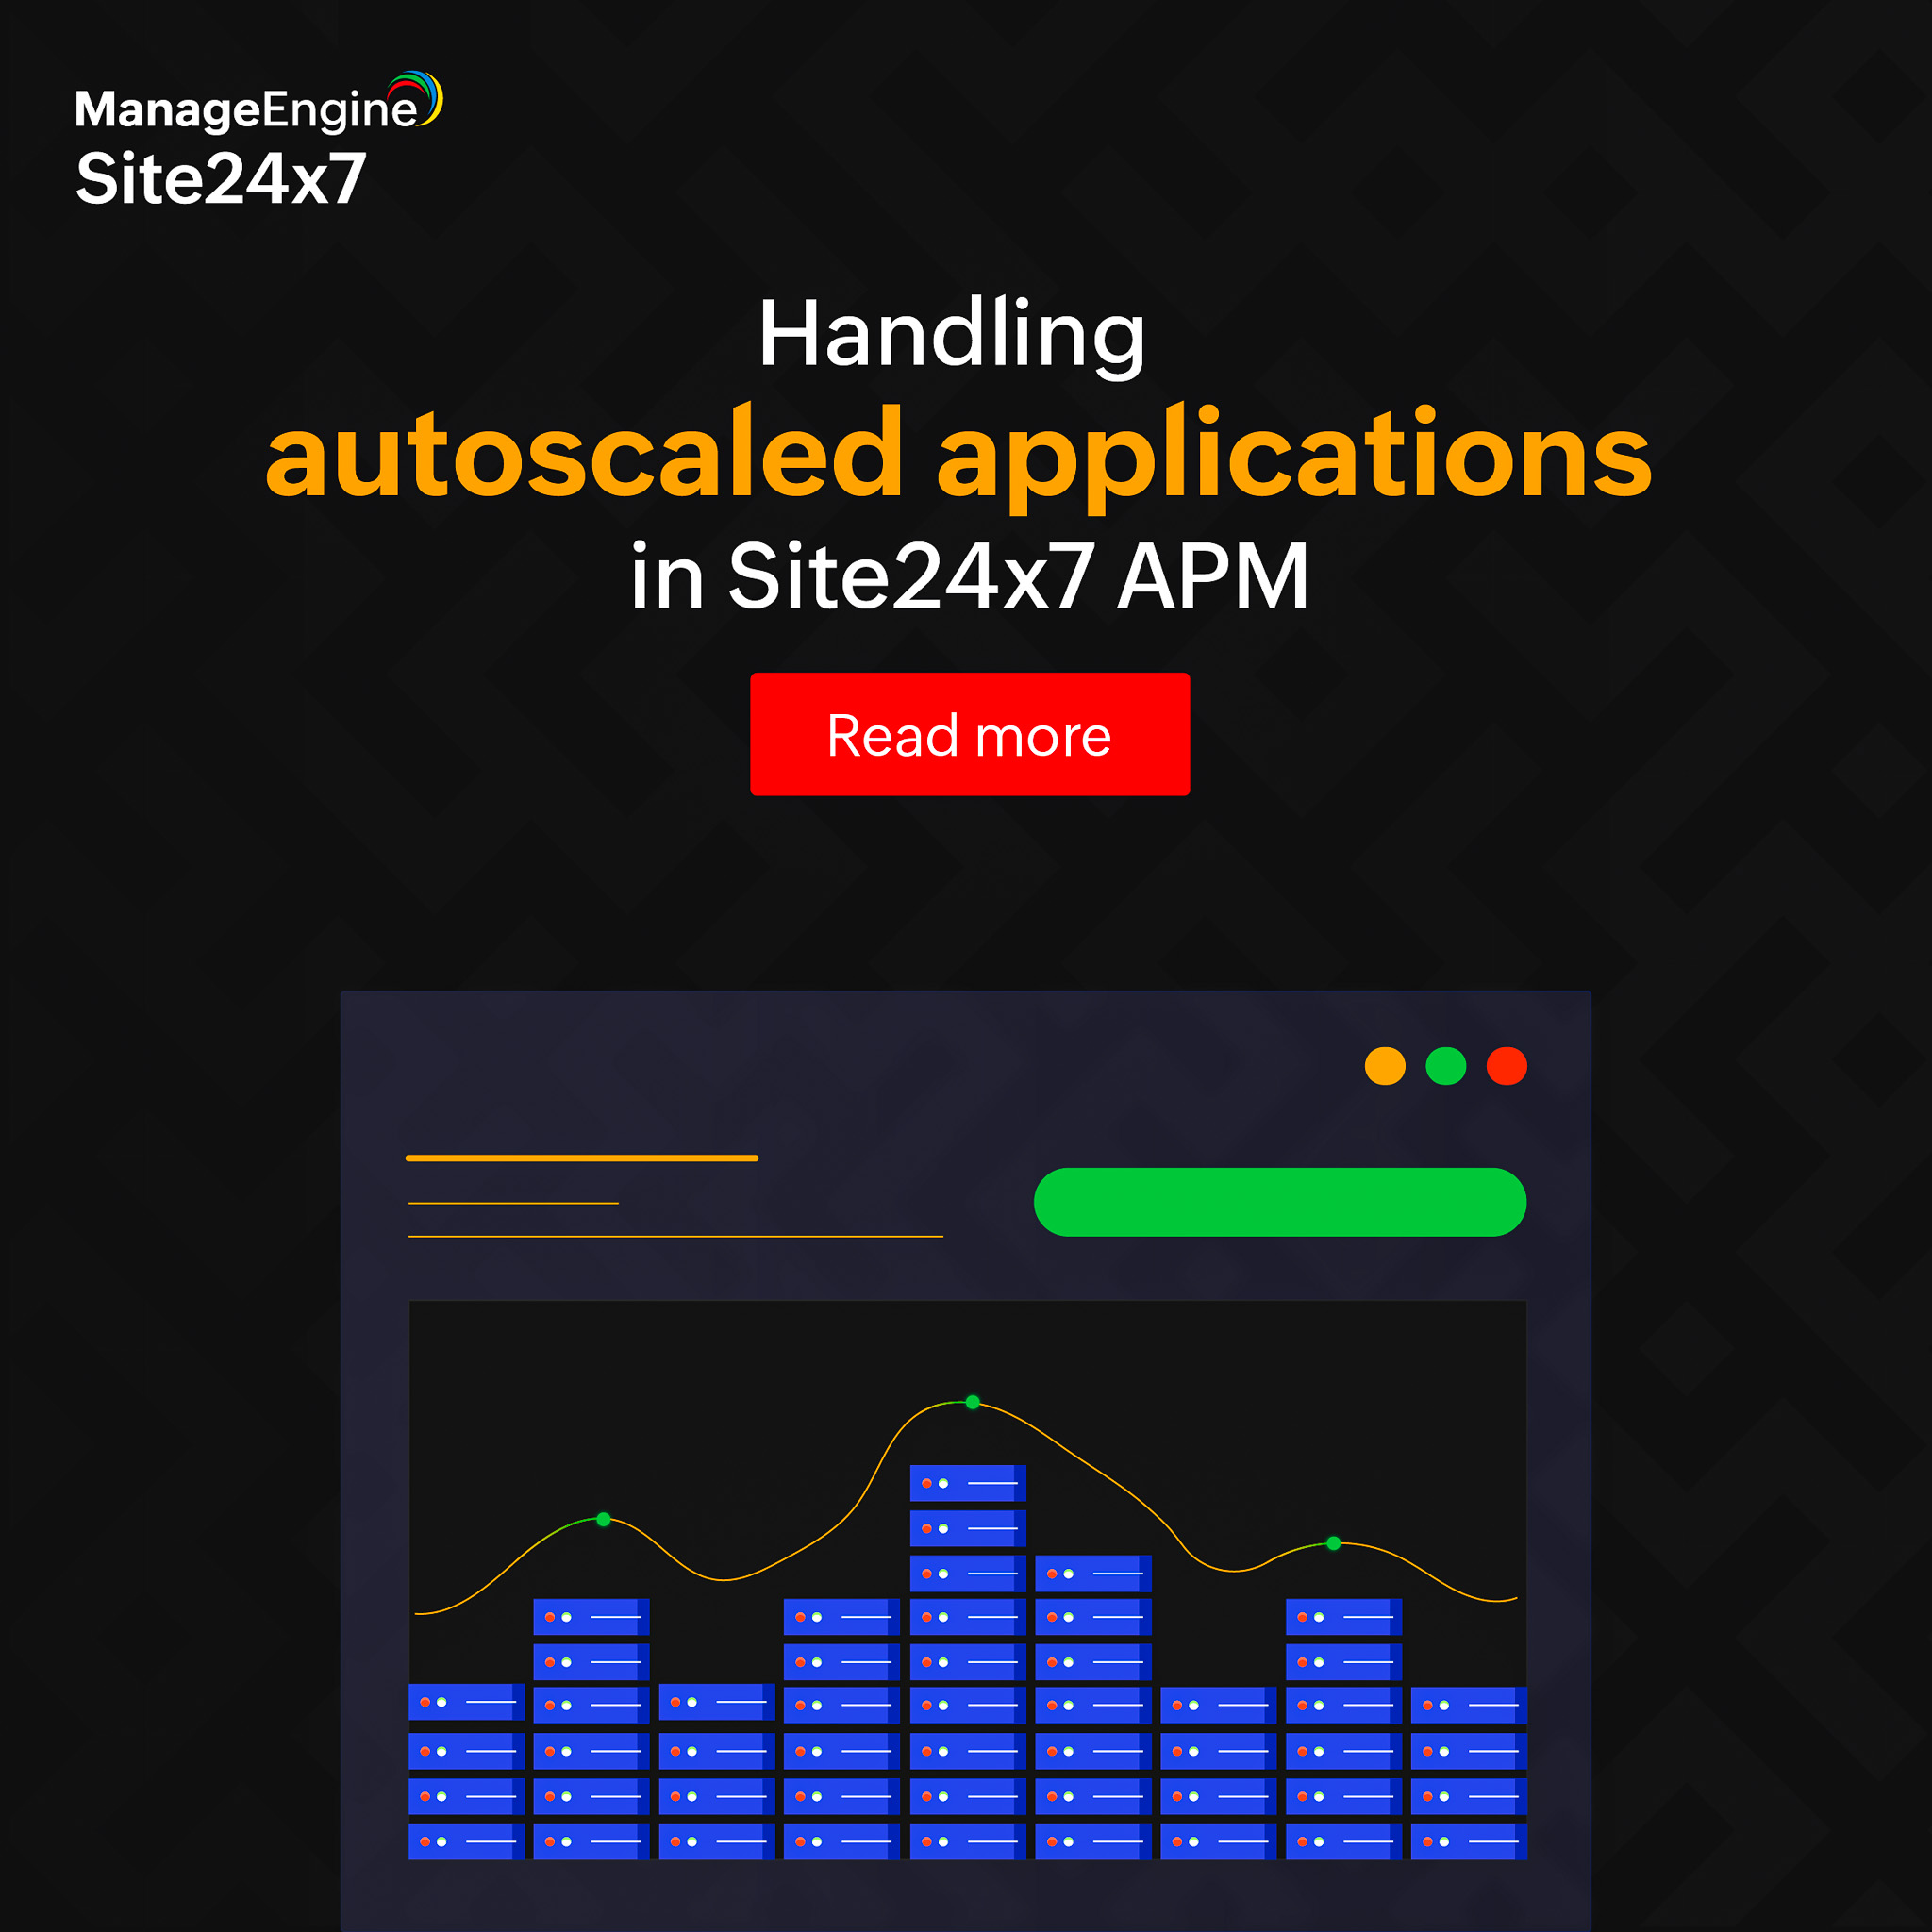 ManageEngine
Site24x7
Handling
autoscaled applications
in Site24x7 APM
Read more